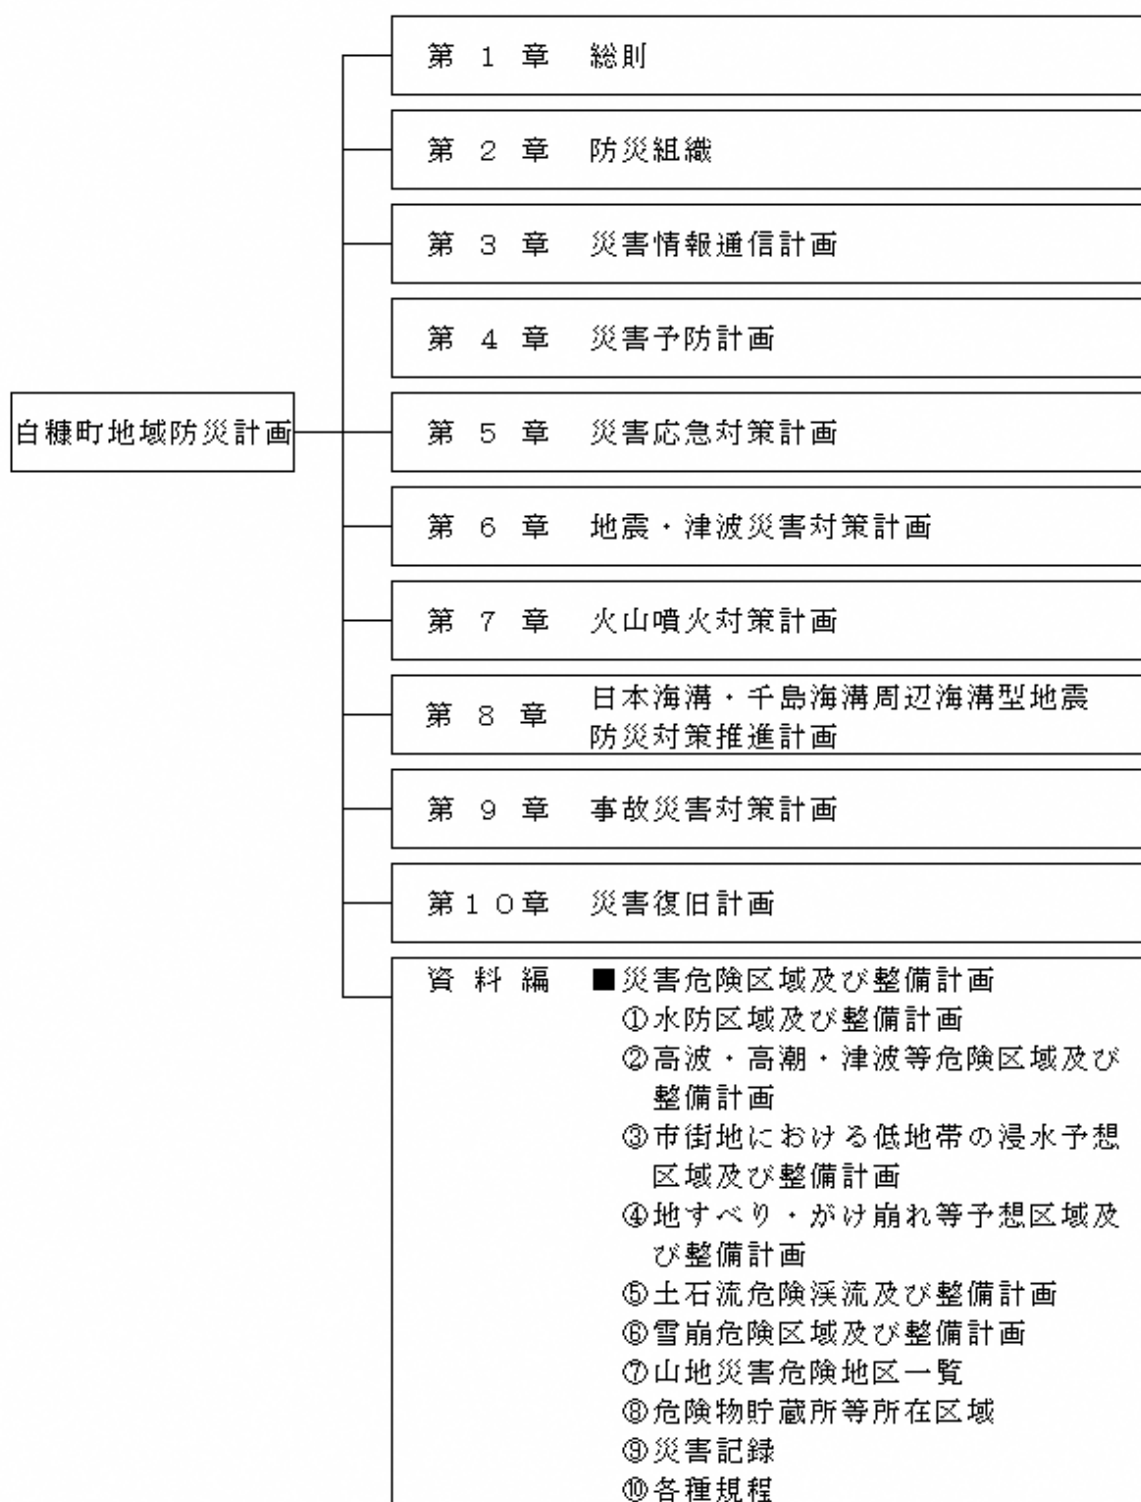 白糠町地域防災計画
第 1 章 総則
第 2 章 防災組織
第 3 章 災害情報通信計画
第 4 章 災害予防計画
第 5 章 災害応急対策計画
第 6 章 地震・津波災害対策計画
第 7 章 火山噴火対策計画
第 8 章 日本海溝・千島海溝周辺海溝型地震
防災対策推進計画
第 9 章 事故災害対策計画
第10章 災害復旧計画
資 料 編 ■災害危険区域及び整備計画
①水防区域及び整備計画
②高波・高潮・津波等危険区域及び
整備計画
③市街地における低地帯の浸水予想
区域及び整備計画
④地すべり・がけ崩れ等予想区域及
び整備計画
⑤土石流危険渓流及び整備計画
⑥雪崩危険区域及び整備計画
⑦山地災害危険地区一覧
⑧危険物貯蔵所等所在区域
⑨災害記録
⑩各種規程